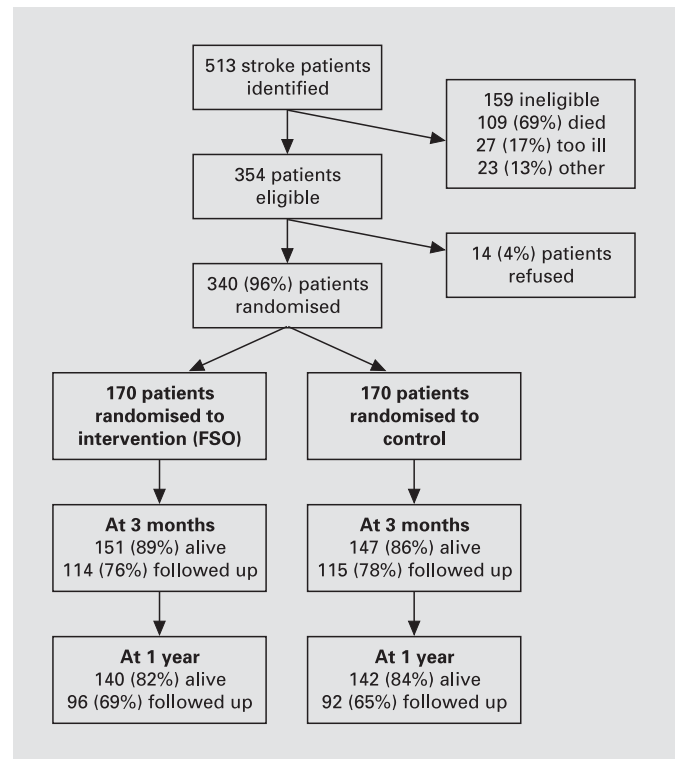 513 stroke patients
identified
159 ineligible
109 (69%) died
27 (17%) too ill
23 (13%) other
354 patients
eligible
14 (4%) patients
refused
340 (96%) patients
randomised
170 patients
randomised to
intervention (FSO)
170 patients
randomised to
control
At 3 months
151 (89%) alive
114 (76%) followed up
At 3 months
147 (86%) alive
115 (78%) followed up
At 1 year
140 (82%) alive
96 (69%) followed up
At 1 year
142 (84%) alive
92 (65%) followed up